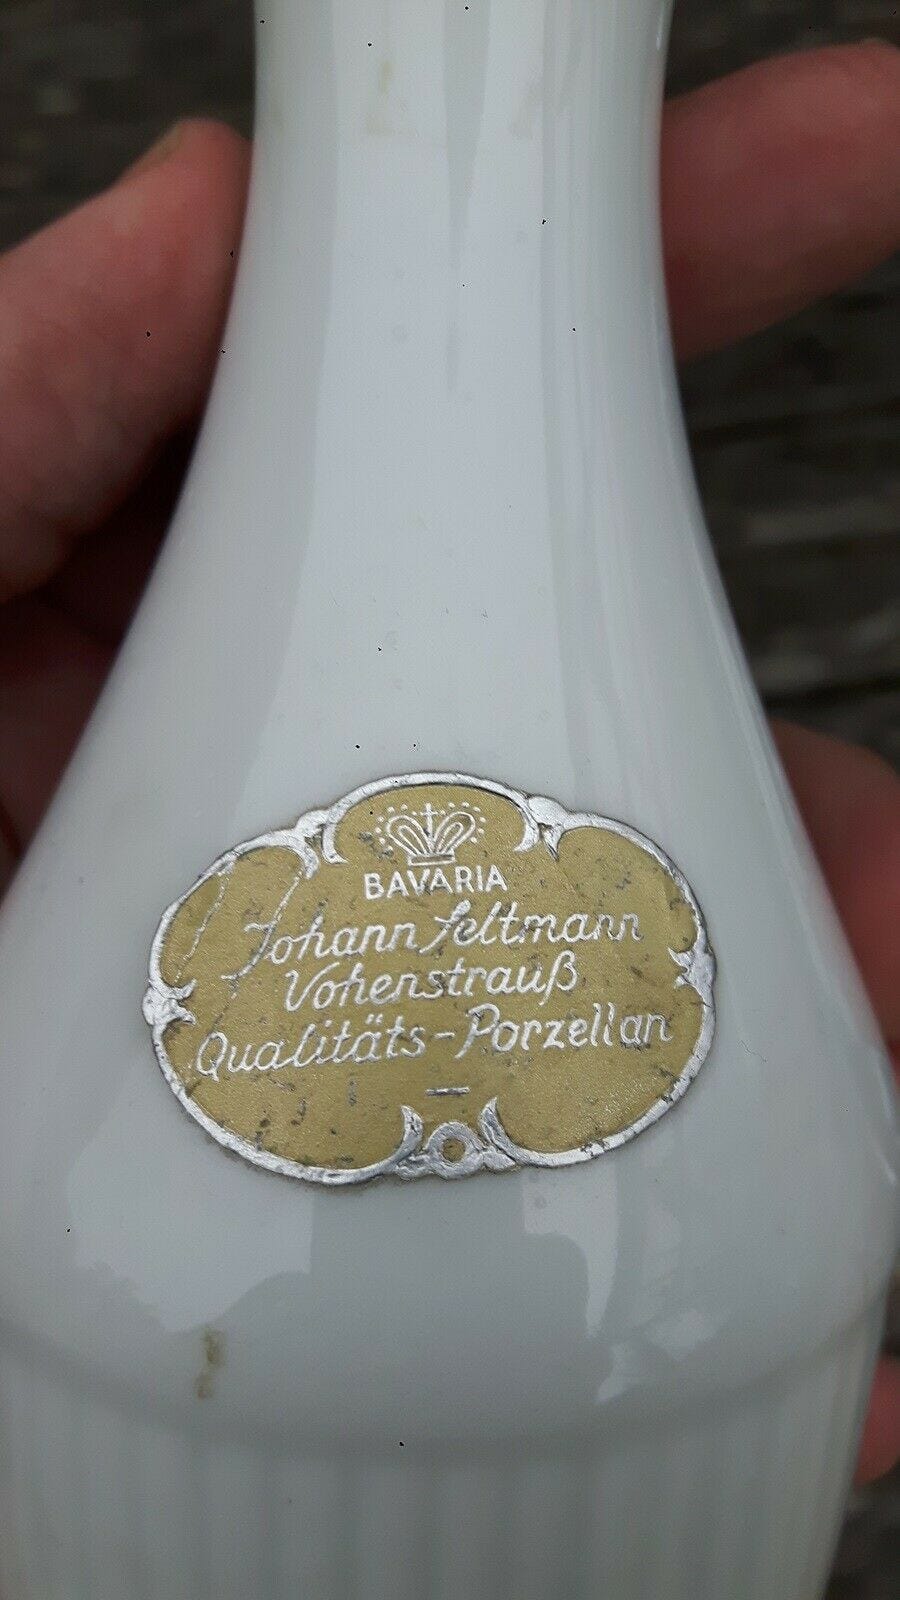 BAVARIA
Johann Seltmann
Vohenstrauß
Qualitäts-Porzellan